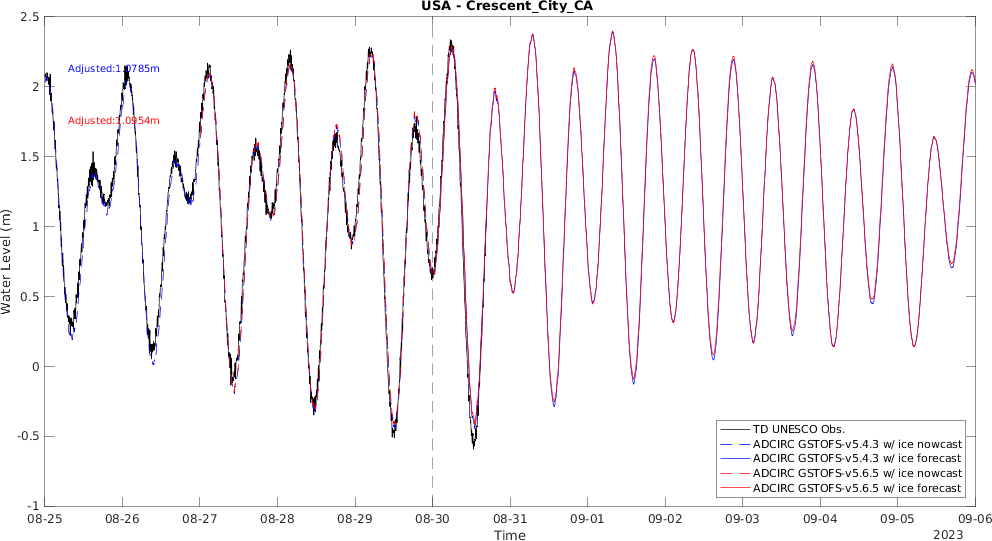 USA - Crescent_City_CA
2.5
2
1.5
1
0.5
0
-0.5
-1
Water Level (m)
Adjusted:1.0785m
Adjusted:1.0954m
TD UNESCO Obs.
ADCIRC GSTOFS-v5.4.3 w/ ice nowcast
ADCIRC GSTOFS-v5.4.3 w/ ice forecast
ADCIRC GSTOFS-v5.6.5 w/ ice nowcast
ADCIRC GSTOFS-v5.6.5 w/ ice forecast
08-25 08-26 08-27 08-28 08-29 08-30 08-31 09-01 09-02 09-03 09-04 09-05 09-06
Time
2023